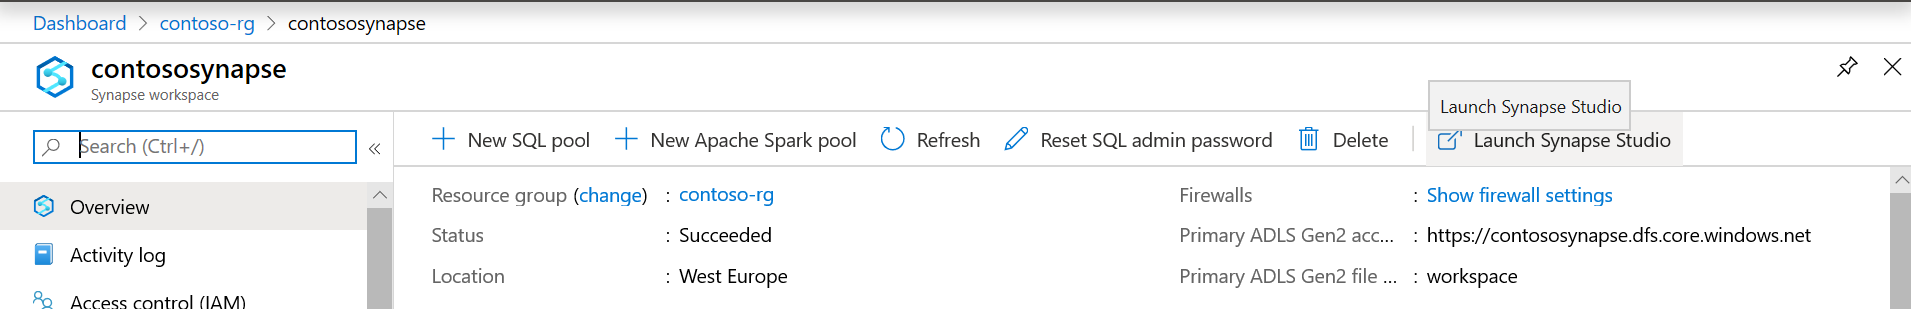 Dashboard > contoso-rg > contososynapse
contososynapse
Synapse workspace
Launch Synapse Studio
Search (Ctrl+/)
«
+ New SQL pool + New Apache Spark pool Refresh Reset SQL admin password Delete Launch Synapse Studio
Overview
Activity log
Access control (IAM)
Resource group (change) : contoso-rg
Status : Succeeded
Location : West Europe
Firewalls : Show firewall settings
Primary ADLS Gen2 acc... : https://contososynapse.dfs.core.windows.net
Primary ADLS Gen2 file ... : workspace